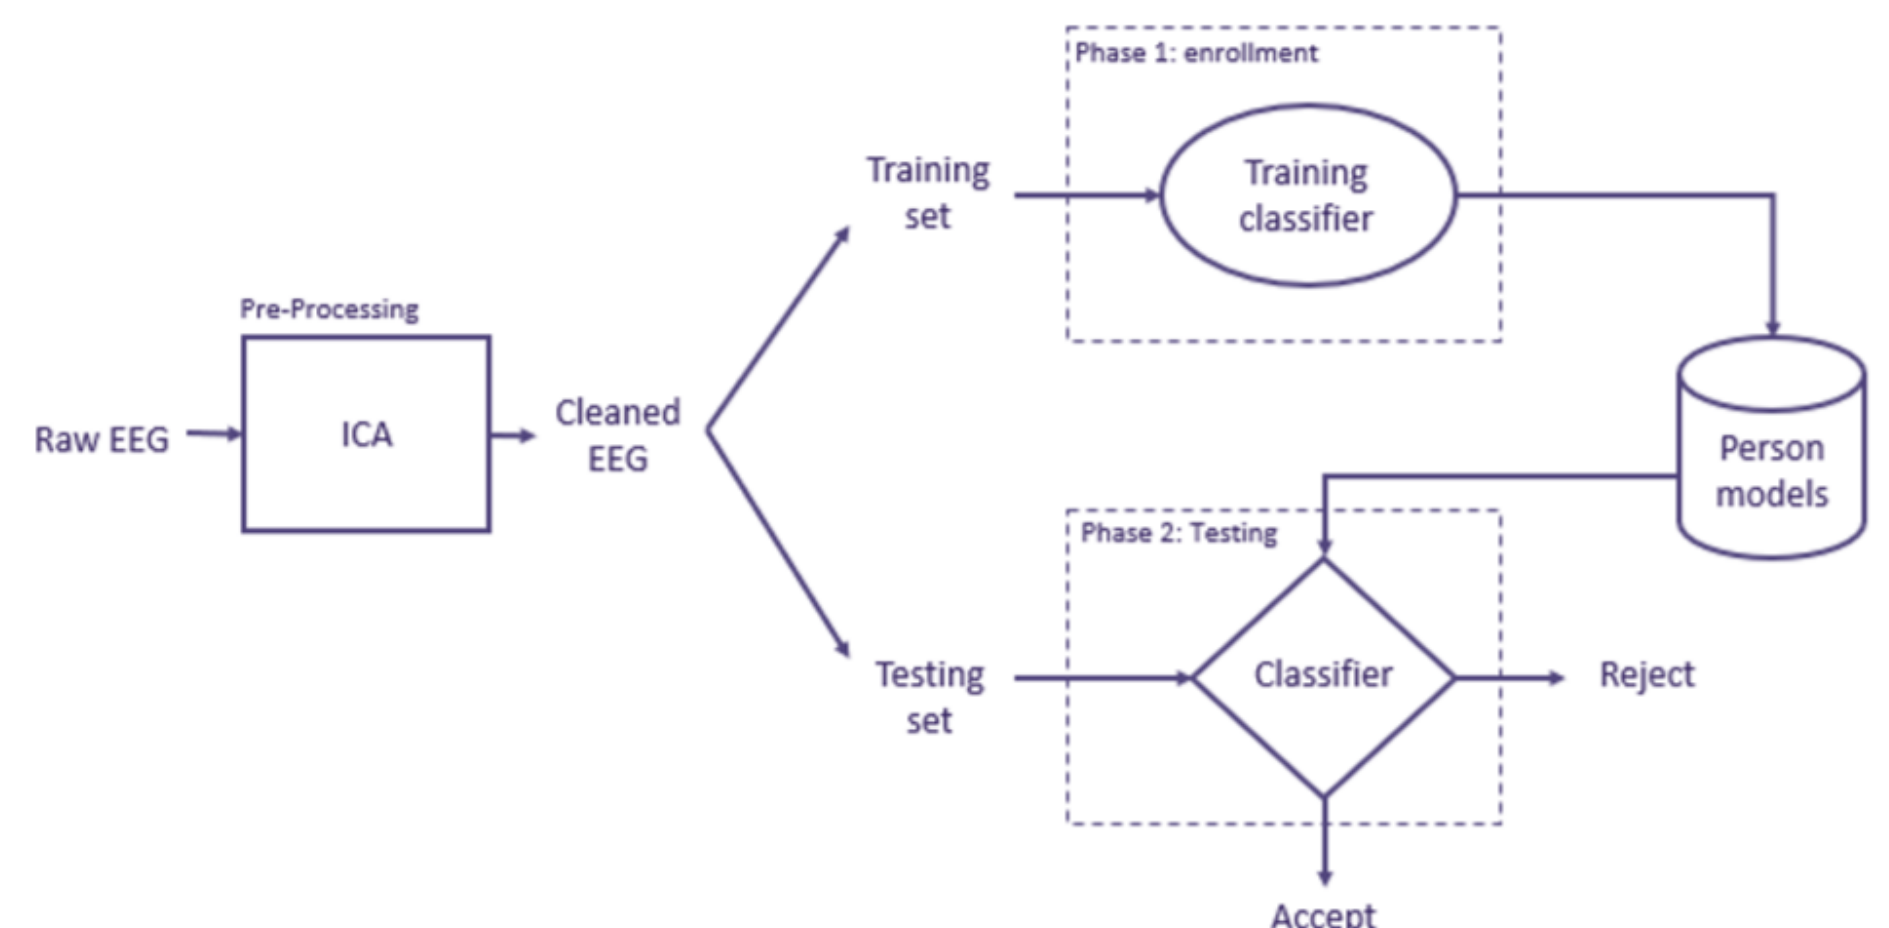 Phase 1: enrollment
Training
set
Training
classifier
Pre-Processing
Raw EEG
ICA
Cleaned
EEG
Person
models
Phase 2: Testing
Testing
set
Classifier
Reject
Accept